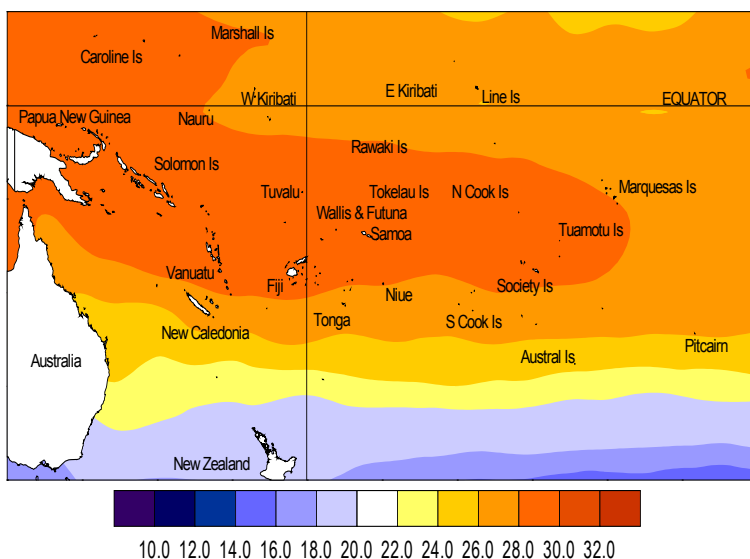 Marshall Is
Caroline Is
W Kiribati
E Kiribati
Line Is
EQUATOR
Papua New Guinea
Nauru
Rawaki Is
Solomon Is
Tuvalu
Tokelau Is
N Cook Is
Marquesas Is
Wallis & Futuna
Samoa
Tuamotu Is
Vanuatu
Fiji
Niue
Society Is
New Caledonia
Tonga
S Cook Is
Pitcairn
Australia
Austral Is
New Zealand
10.0 12.0 14.0 16.0 18.0 20.0 22.0 24.0 26.0 28.0 30.0 32.0